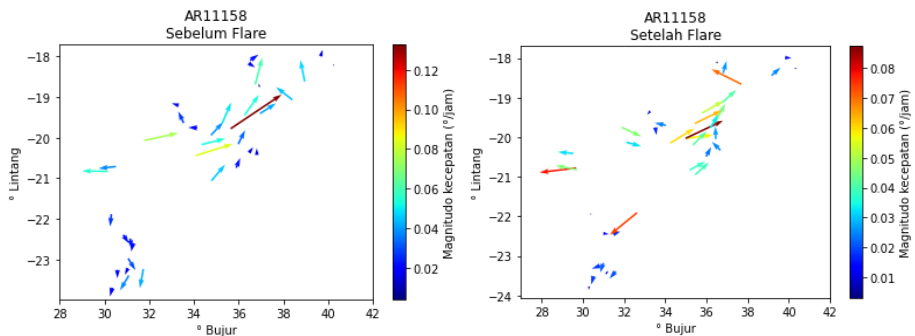 AR11158
Sebelum Flare
−18
−19
−20
−21
−22
−23
° Lintang
28 30 32 34 36 38 40 42
° Bujur
0.12
0.10
0.08
0.06
0.04
0.02
Magnitudo kecepatan (°/jam)
AR11158
Setelah Flare
−17
−18
−19
−20
−21
−22
−23
−24
° Lintang
28 30 32 34 36 38 40 42
° Bujur
0.08
0.07
0.06
0.05
0.04
0.03
0.02
0.01
Magnitudo kecepatan (°/jam)